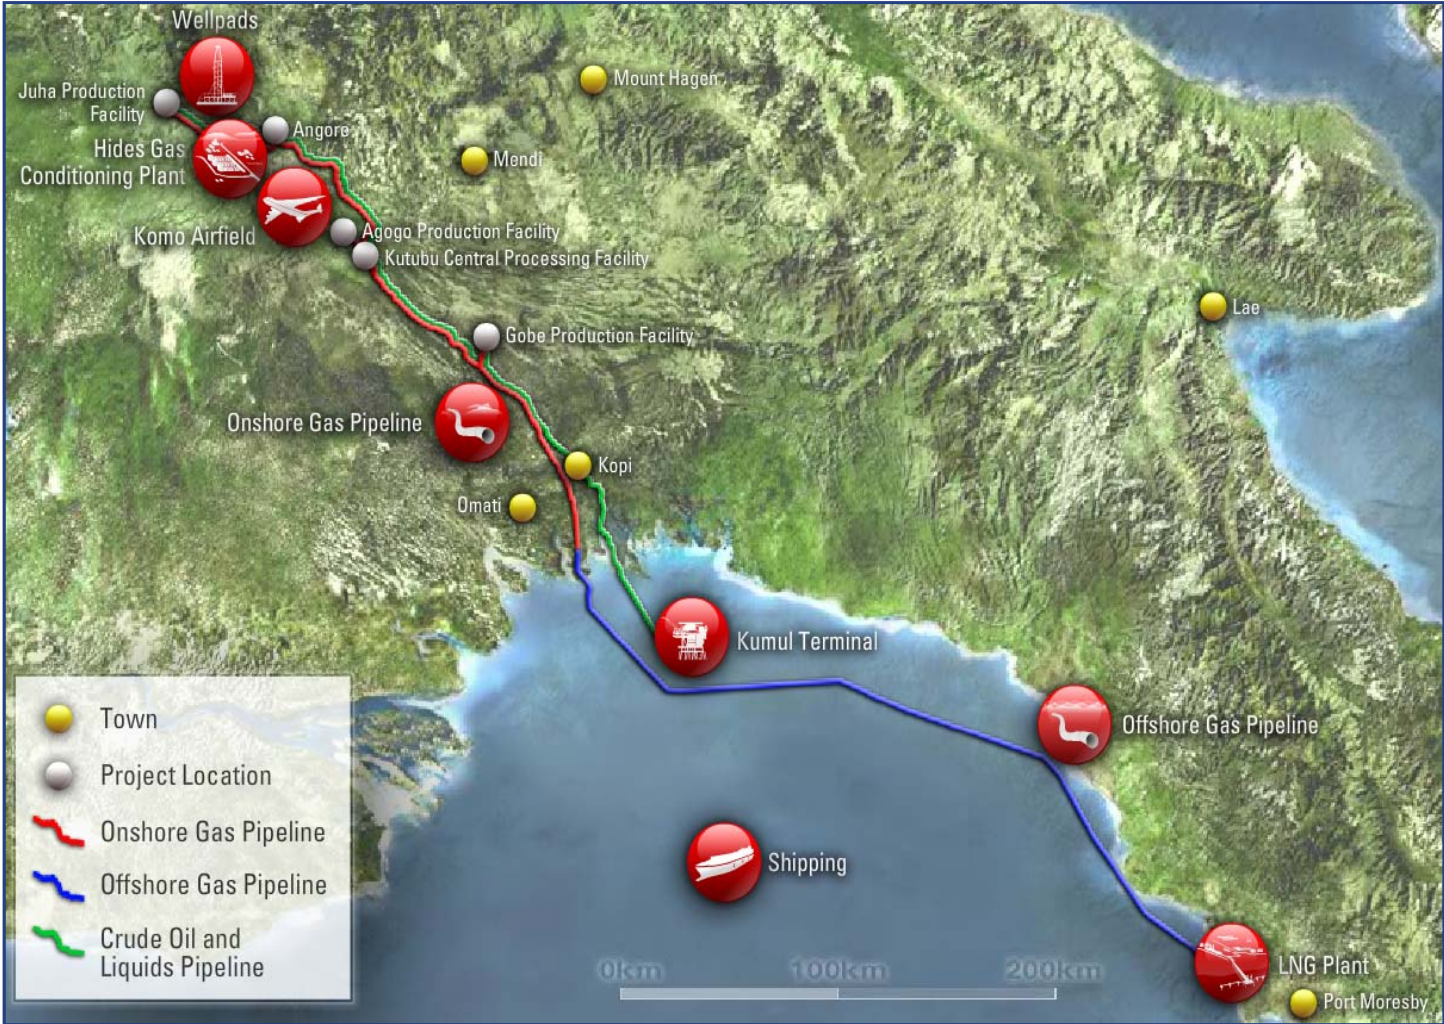 Wellpads
Mount Hagen
Juha Production
Facility
Angore
Hides Gas
Conditioning Plant
Mendi
Komo Airfield
Agogo Production Facility
Kutubu Central Processing Facility
Lae
Gobe Production Facility
Onshore Gas Pipeline
Kopi
Omati
Kumul Terminal
Offshore Gas Pipeline
Shipping
LNG Plant
Port Moresby
0km 100km 200km
Town
Project Location
Onshore Gas Pipeline
Offshore Gas Pipeline
Crude Oil and
Liquids Pipeline